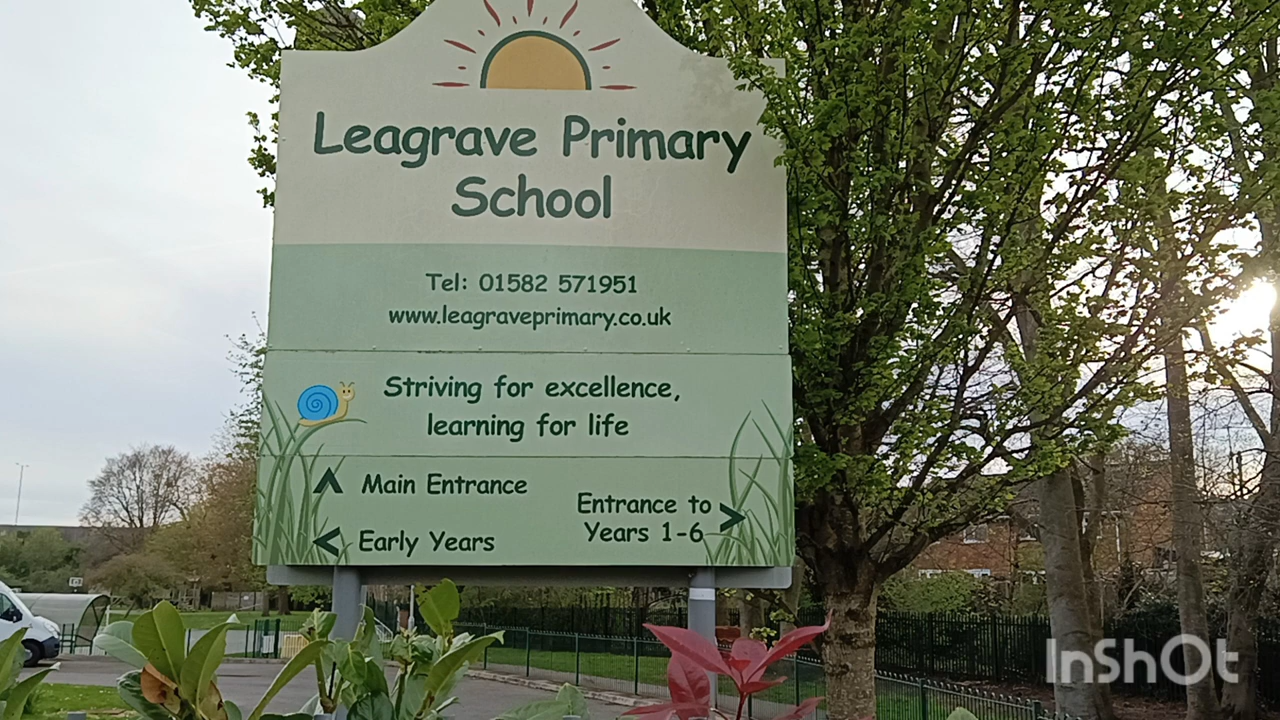 Leagrave Primary
School
Tel: 01582 571951
www.leagraveprimary.co.uk
Striving for excellence,
learning for life
Main Entrance
Entrance to
Years 1-6
Early Years
InShOt